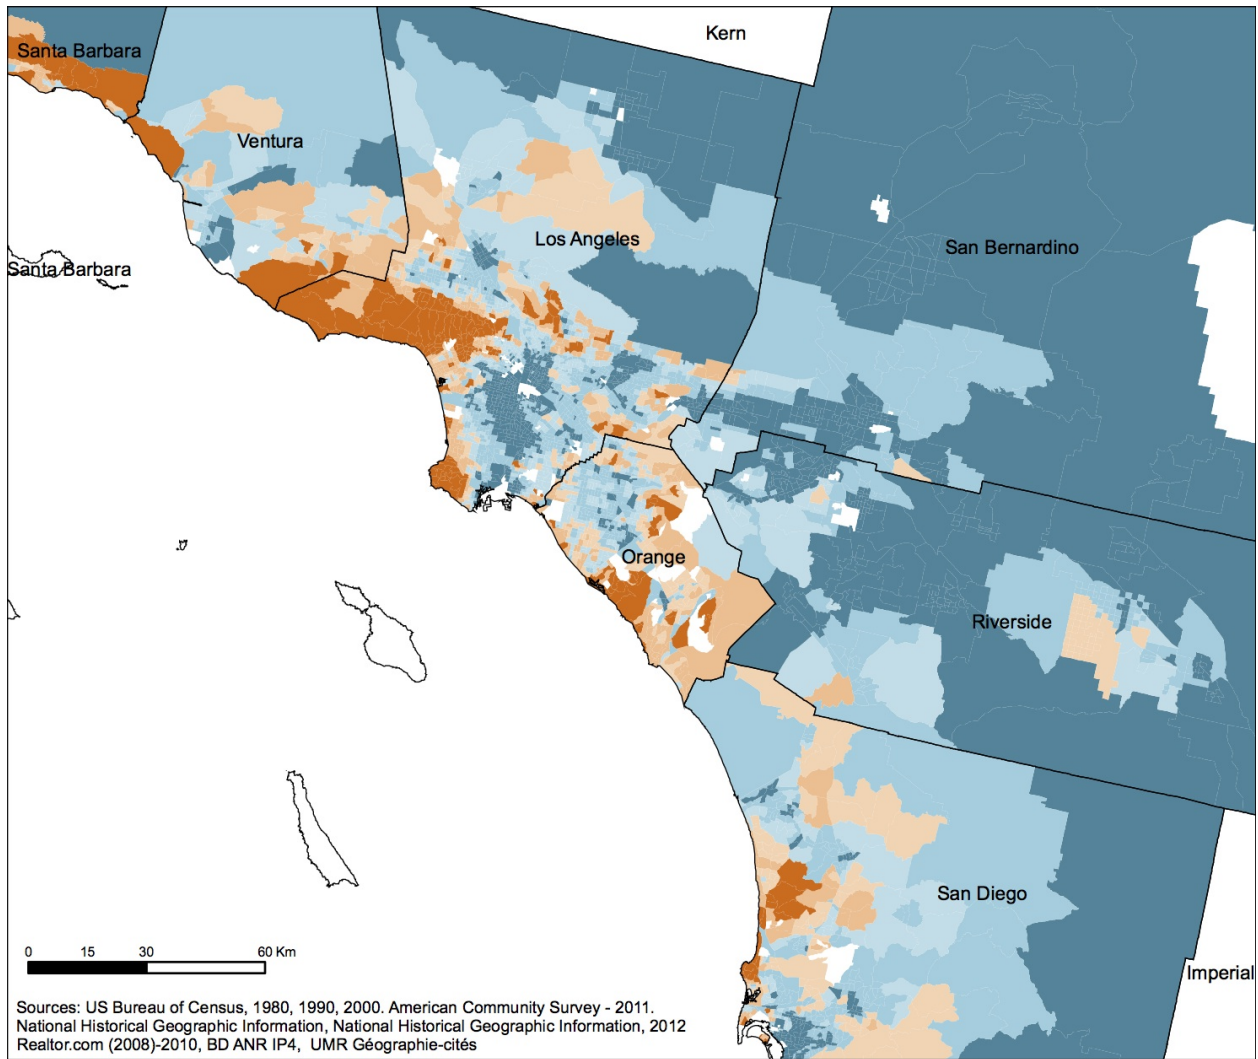 Kern
Santa Barbara
Ventura
Los Angeles
San Bernardino
Santa Barbara
Orange
Riverside
San Diego
Imperial
0 15 30 60 Km
Sources: US Bureau of Census, 1980, 1990, 2000. American Community Survey - 2011.
National Historical Geographic Information, National Historical Geographic Information, 2012
Realtor.com (2008)-2010, BD ANR IP4, UMR Géographie-cités